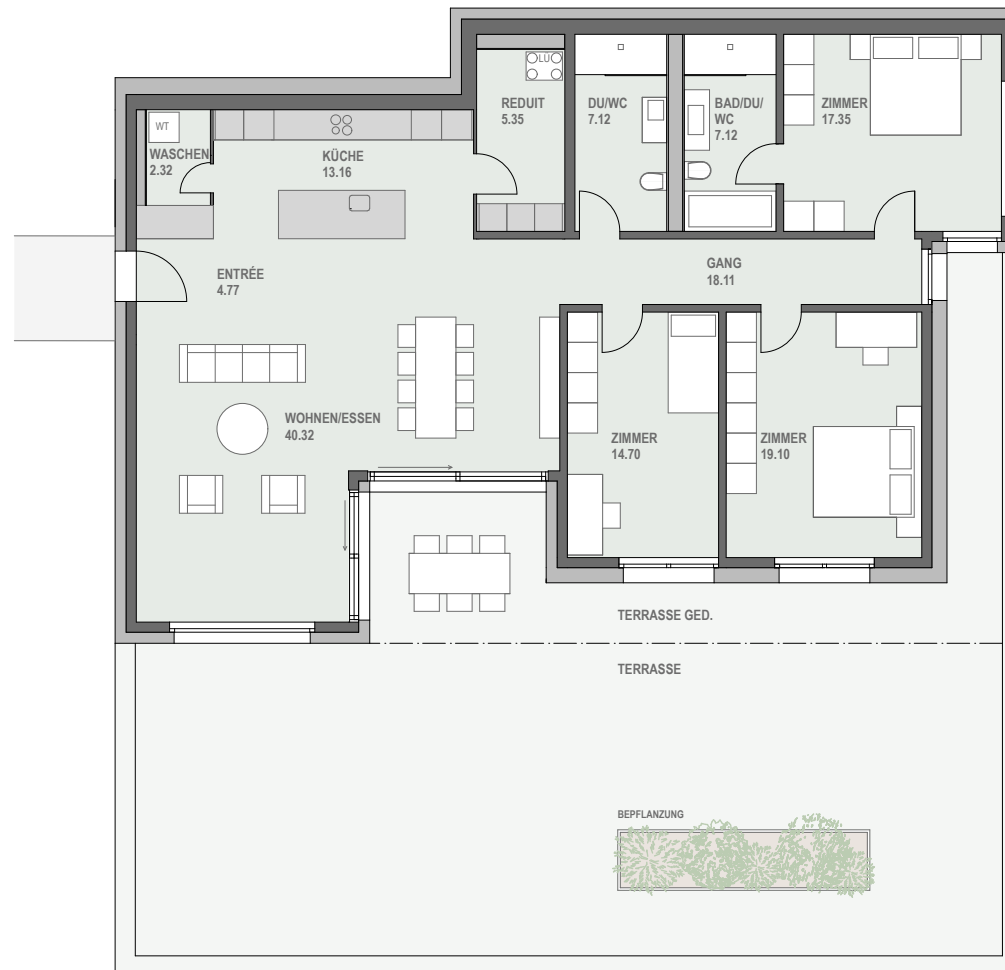 LU
REDUIT
5.35
DU/WC
7.12
BAD/DU/
WC
7.12
ZIMMER
17.35
WT
WASCHEN
2.32
KÜCHE
13.16
ENTRÉE
4.77
GANG
18.11
WOHNEN/ESSEN
40.32
ZIMMER
14.70
ZIMMER
19.10
TERRASSE GED.
TERRASSE
BEPFLANZUNG